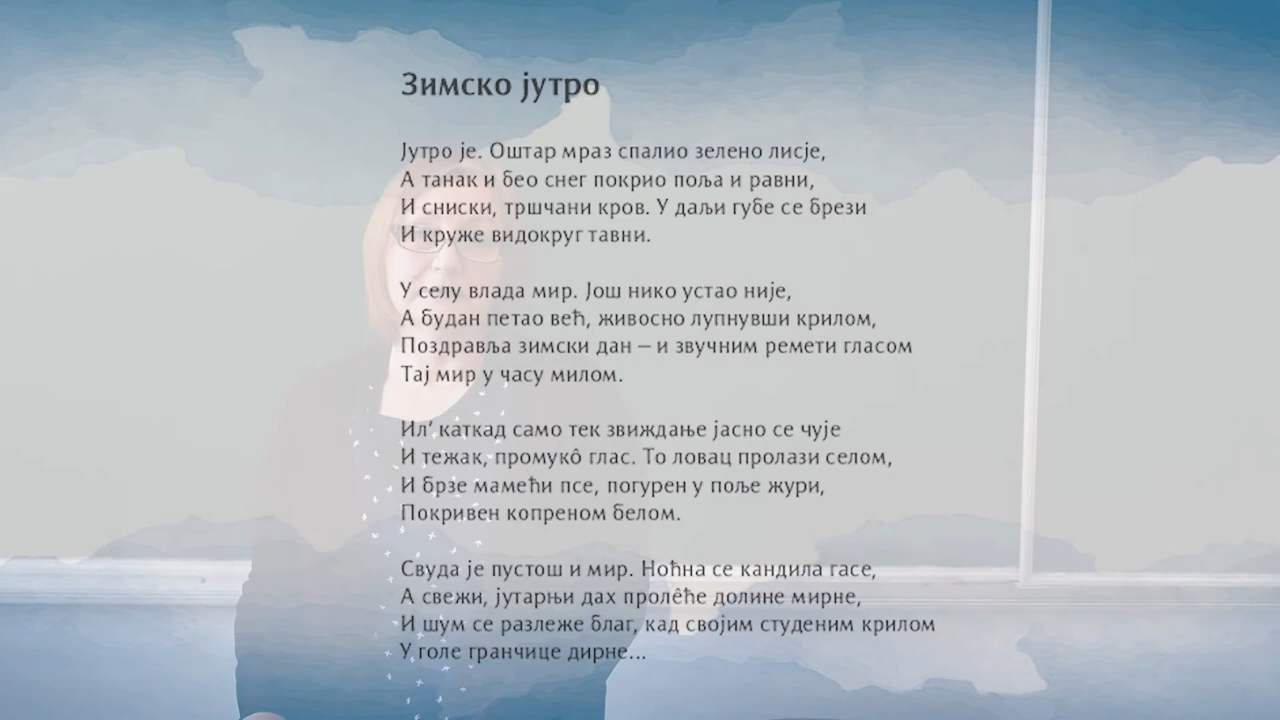 Зимско јутро
Јутро је. Оштар мраз спалио зелено лисје,
А танак и бео снег покрио поља и равни,
И сниски, тршчани кров. У даљи губе се брези
И круже видокруг тавни.
У селу влада мир. Још нико устао није,
А будан петао већ, живосно лупнувши крилом,
Поздравља зимски дан – и звучним ремети гласом
Тај мир у часу милом.
Ил’ каткад само тек звиждање јасно се чује
И тежак, промукô глас. То ловац пролази селом,
И брзе мамећи псе, погурен у поље жури,
Покривен копреном белом.
Свуда је пустош и мир. Ноћна се кандила гасе,
А свежи, јутарњи дах пролêће долине мирне,
И шум се разлеже благ, кад својим студеним крилом
У голе гранчице дирне...